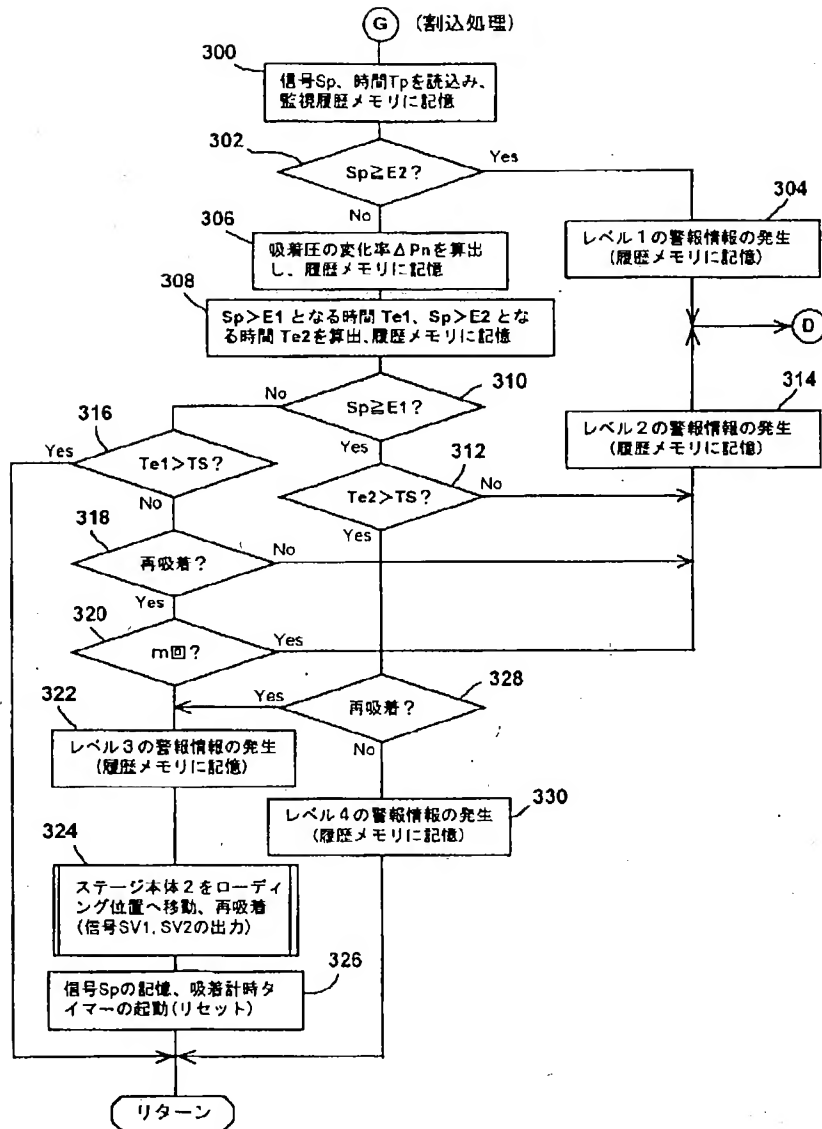 G (割込処理)
300
信号Sp、時間Tpを読込み、
監視履歴メモリに記憶
302
Sp≧E2?
Yes
No
304
レベル1の警報情報の発生
(履歴メモリに記憶)
306
吸着圧の変化率ΔPnを算出
し、履歴メモリに記憶
308
Sp>E1 となる時間 Te1、Sp>E2 とな
る時間 Te2を算出、履歴メモリに記憶
D
310
Sp≧E1?
No
Yes
314
レベル2の警報情報の発生
(履歴メモリに記憶)
316
Yes
Te1>TS?
No
312
Te2>TS?
No
Yes
318
再吸着?
No
Yes
320
m回?
Yes
328
再吸着?
Yes
No
322
レベル3の警報情報の発生
(履歴メモリに記憶)
330
レベル4の警報情報の発生
(履歴メモリに記憶)
324
ステージ本体2をローディ
ング位置へ移動、再吸着
(信号SV1, SV2の出力)
326
信号Spの記憶、吸着計時タ
イマーの起動(リセット)
リターン